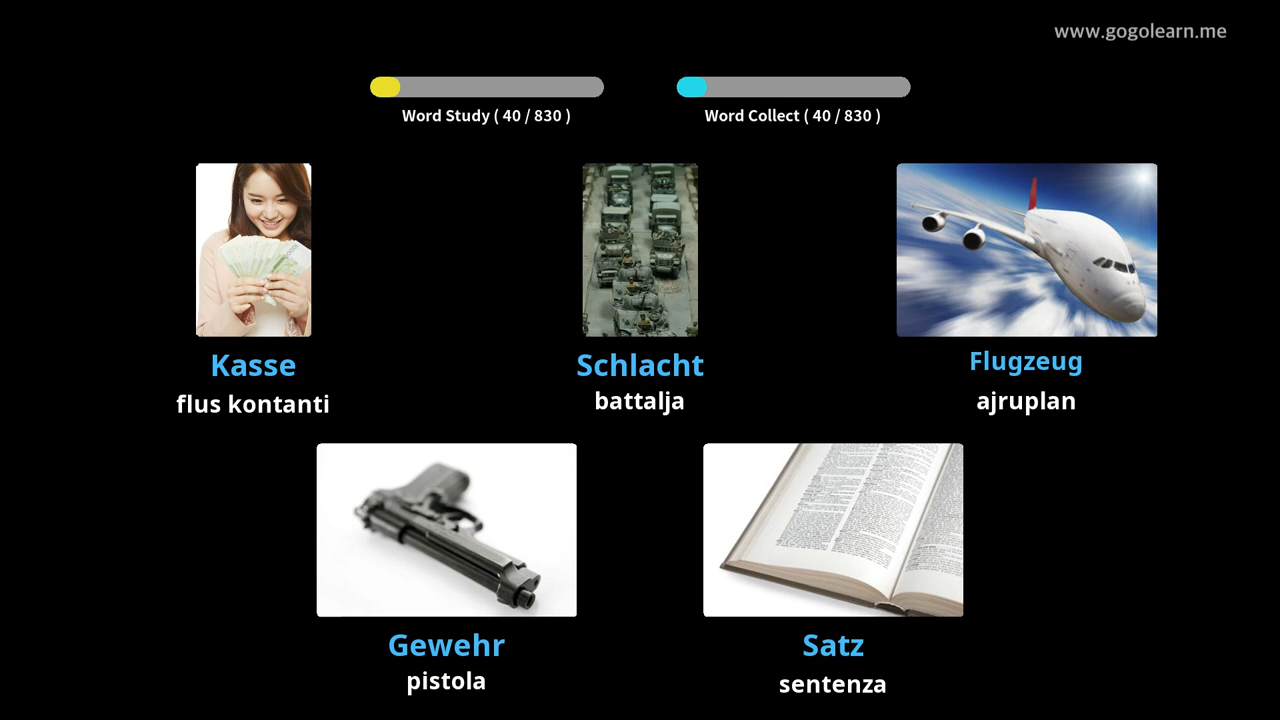 www.gogolearn.me
Word Study ( 40 / 830 )
Word Collect ( 40 / 830 )
Kasse
flus kontanti
Schlacht
battalja
Flugzeug
ajruplan
Gewehr
pistola
Satz
sentenza